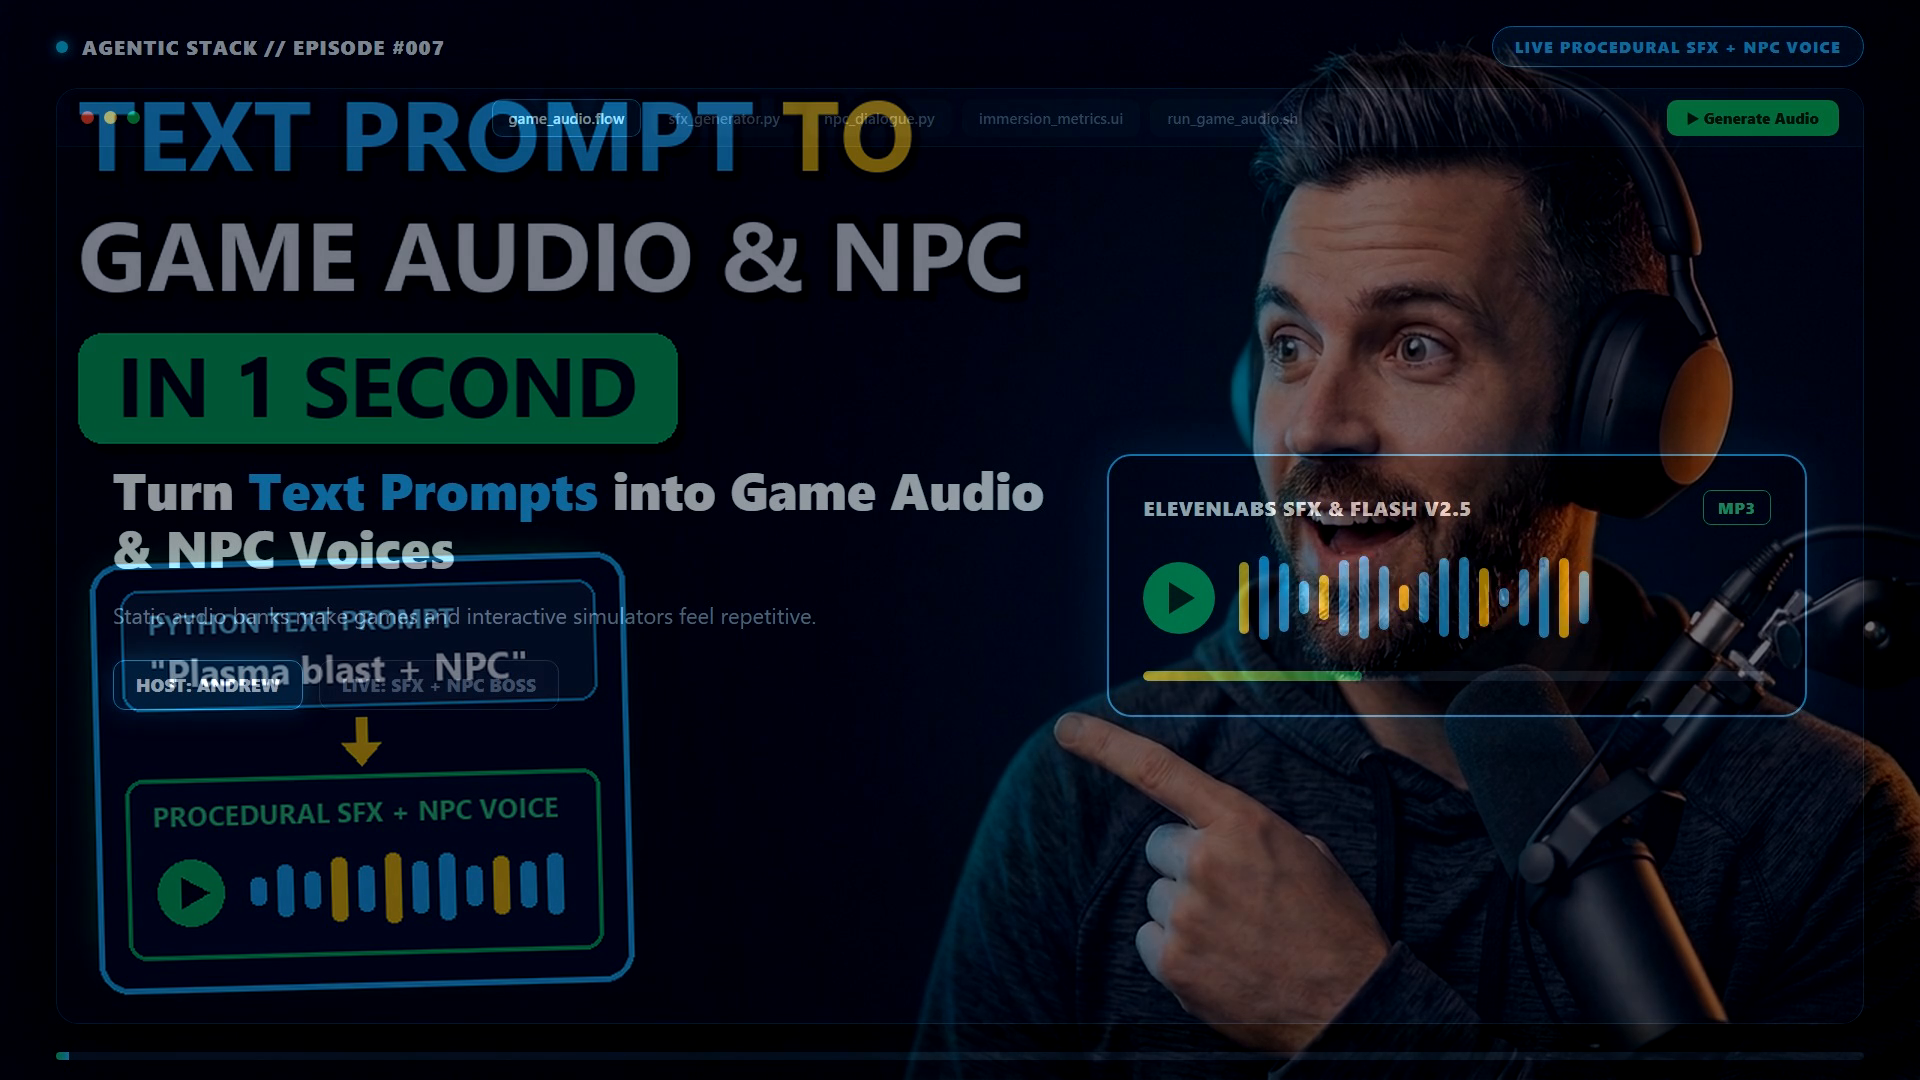 AGENTIC STACK // EPISODE #007
LIVE PROCEDURAL SFX + NPC VOICE
game_audio.flow
sfx_generator.py
npc_dialogue.py
immersion_metrics.ui
run_game_audio.sh
▶ Generate Audio
TEXT PROMPT TO
GAME AUDIO & NPC
IN 1 SECOND
Turn Text Prompts into Game Audio
& NPC Voices
Static audio banks make games and interactive simulators feel repetitive.
PYTHON TEXT PROMPT
"Plasma blast + NPC"
HOST: ANDREW
LIVE: SFX + NPC BOSS
PROCEDURAL SFX + NPC VOICE
ELEVENLABS SFX & FLASH V2.5
MP3